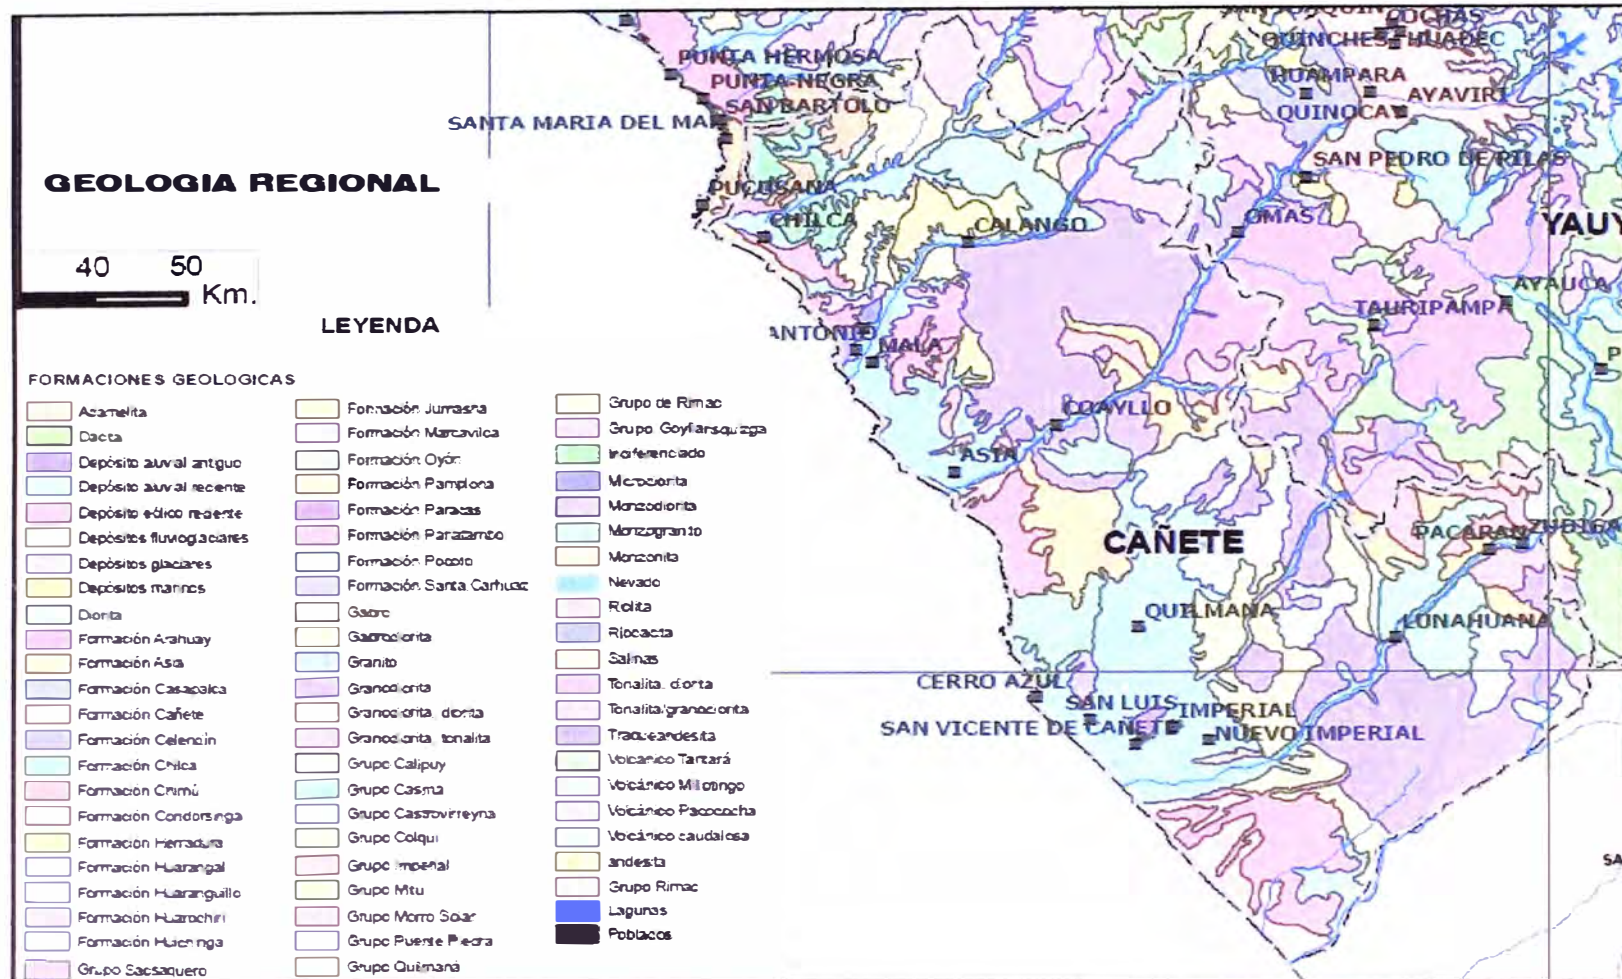 GEOLOGIA REGIONAL
40 50
Km.
LEYENDA
FORMACIONES GEOLOGICAS
Depósito aluvial antiguo
Depósito aluvial reciente
Depósito eólico reciente
Depósitos fluvioglaciares
Depósitos glaciares
Depósitos marinos
Diorita
Formación Arahuay
Formación Asia
Formación Casapalca
Formación Cañete
Formación Celendín
Formación Chilca
Formación Chimú
Formación Condorsinga
Formación Herradura
Formación Huarangal
Formación Huaranguillo
Formación Huarochirí
Grupo Sacsaquero
Formación Jumasha
Formación Marcavilca
Formación Oyón
Formación Pamplona
Formación Paracas
Formación Pariatambo
Formación Pocoto
Formación Santa Carhuaz
Gabro
Gabrodiorita
Granito
Granodiorita
Granodiorita, diorita
Granodiorita, tonalita
Grupo Calipuy
Grupo Casma
Grupo Castrovirreyna
Grupo Colqui
Grupo Imperial
Grupo Mitu
Grupo Morro Solar
Grupo Puente Piedra
Grupo Quilmaná
Grupo de Rimac
Grupo Goyllarisquizga
Indiferenciado
Microdiorita
Monzodiorita
Monzogranito
Monzonita
Nevado
Riolita
Riodacita
Salinas
Tonalita, diorita
Tonalita/granodiorita
Traqueandesita
Volcánico Tantará
Volcánico Millotingo
Volcánico Pacococha
Volcánico caudalosa
andesita
Grupo Rimac
Lagunas
Poblados
COCHAS
QUINCHES
HUAÑEC
PUNTA HERMOSA
PUNTA NEGRA
HUAMPARA
SAN BARTOLO
AYAVIRI
SANTA MARIA DEL MAR
QUINOCAY
SAN PEDRO DE PILAS
PUCUSANA
CHILCA
CALANGO
OMAS
YAUY
AYAUCA
TAURIPAMPA
ANTONIO
MALA
P
COAYLLO
ASIA
CAÑETE
PACARAN
ZUÑIGA
QUILMANA
LUNAHUANA
CERRO AZUL
SAN LUIS
IMPERIAL
SAN VICENTE DE CAÑETE
NUEVO IMPERIAL
SA